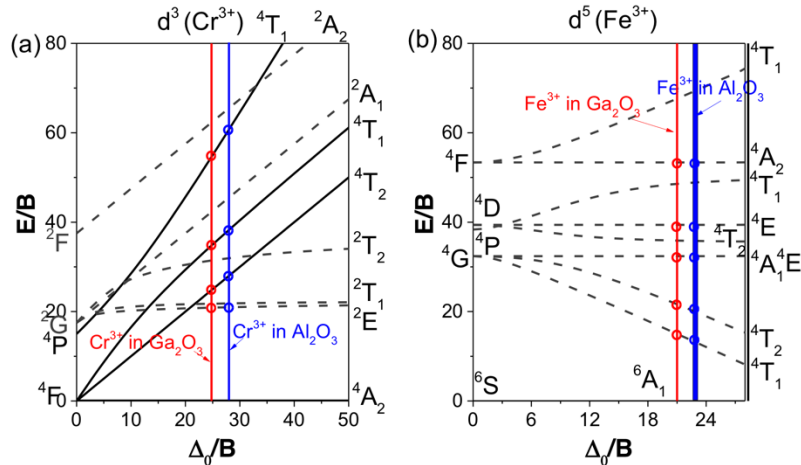 (a)
d³ (Cr³⁺)
⁴T₁
²A₂
80
60
40
20
0
E/B
²F
²G
⁴P
⁴F
²A₁
⁴T₁
⁴T₂
²T₂
²T₁
²E
⁴A₂
Cr³⁺ in Ga₂O₃
Cr³⁺ in Al₂O₃
0 10 20 30 40 50
Δ₀/B
(b)
d⁵ (Fe³⁺)
80
60
40
20
0
E/B
Fe³⁺ in Ga₂O₃
Fe³⁺ in Al₂O₃
⁴F
⁴D
⁴P
G
⁶S
⁶A₁
⁴T₁
⁴A₂
⁴T₁
⁴E
⁴T₂
⁴A₁⁴E
⁴T₂
⁴T₁
0 6 12 18 24
Δ₀/B